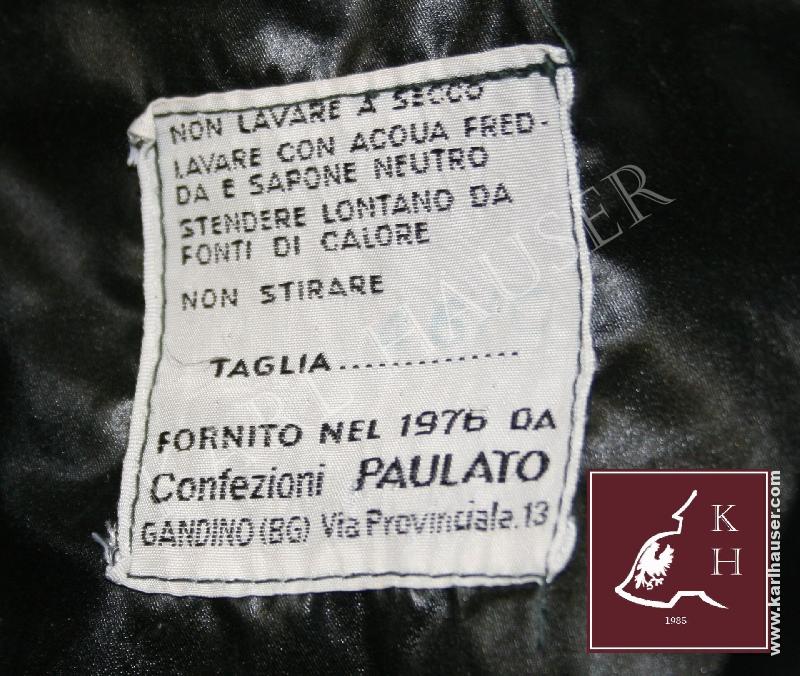 NON LAVARE A SECCO
LAVARE CON ACQUA FRED-
DA E SAPONE NEUTRO
STENDERE LONTANO DA
FONTI DI CALORE
NON STIRARE
TAGLIA..............
FORNITO NEL 1976 DA
Confezioni PAULATO
GANDINO (BG) Via Provinciale. 13
HAUSER
K
H
1985
www.karlhauser.com